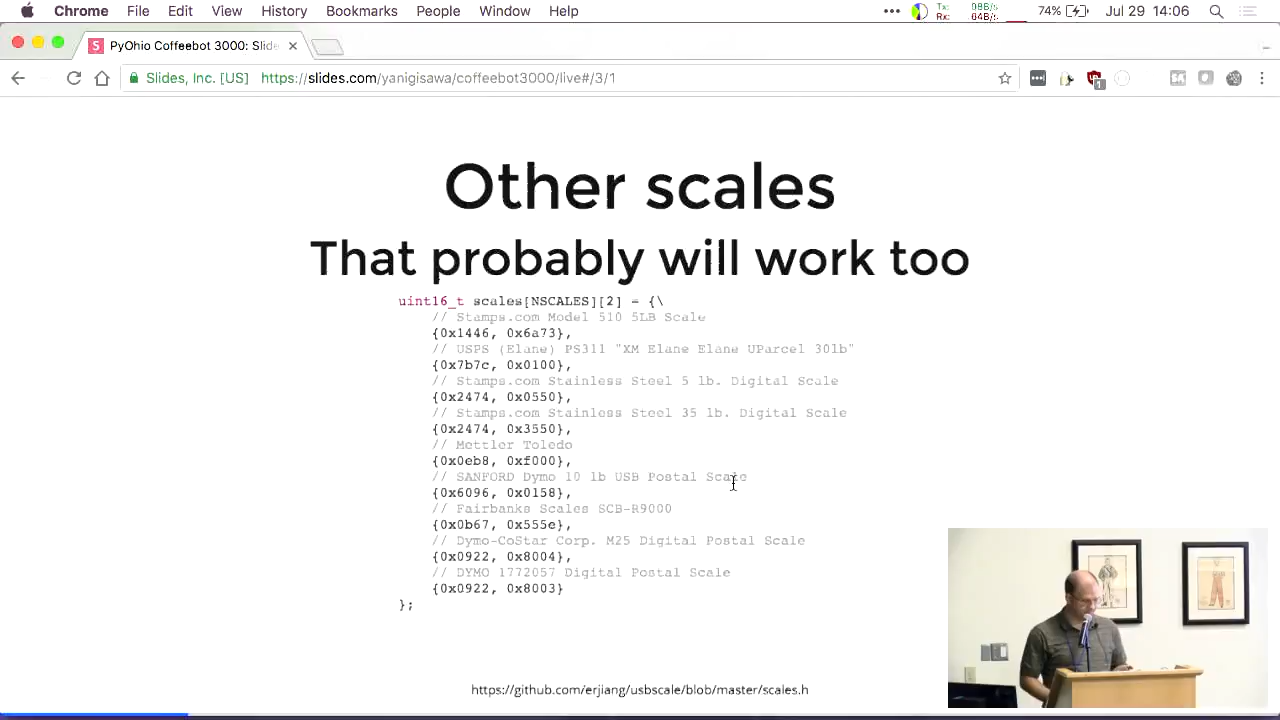 Chrome File Edit View History Bookmarks People Window Help
Tx: 0B/s
Rx: 64B/s
74% Jul 29 14:06
PyOhio Coffeebot 3000: Slide
Slides, Inc. [US] https://slides.com/yanigisawa/coffeebot3000/live#/3/1
1
Other scales
That probably will work too
uint16_t scales[NSCALES][2] = {\
// Stamps.com Model 510 5LB Scale
{0x1446, 0x6a73},
// USPS (Elane) PS311 "XM Elane Elane UParcel 30lb"
{0x7b7c, 0x0100},
// Stamps.com Stainless Steel 5 lb. Digital Scale
{0x2474, 0x0550},
// Stamps.com Stainless Steel 35 lb. Digital Scale
{0x2474, 0x3550},
// Mettler Toledo
{0x0eb8, 0xf000},
// SANFORD Dymo 10 lb USB Postal Scale
{0x6096, 0x0158},
// Fairbanks Scales SCB-R9000
{0x0b67, 0x555e},
// Dymo-CoStar Corp. M25 Digital Postal Scale
{0x0922, 0x8004},
// DYMO 1772057 Digital Postal Scale
{0x0922, 0x8003}
};
https://github.com/erjiang/usbscale/blob/master/scales.h